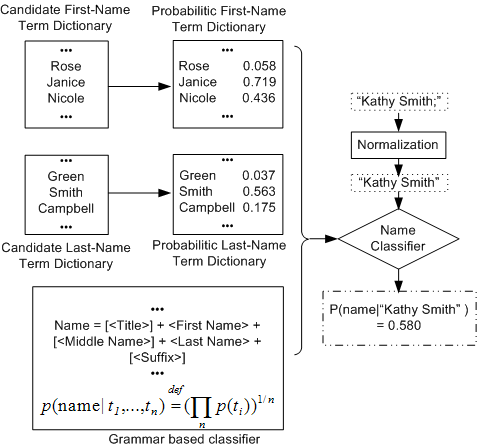 Candidate First-Name
Term Dictionary
Probabilitic First-Name
Term Dictionary
•••
Rose
Janice
Nicole
•••
•••
Rose 0.058
Janice 0.719
Nicole 0.436
•••
•••
Green
Smith
Campbell
•••
•••
Green 0.037
Smith 0.563
Campbell 0.175
•••
Candidate Last-Name
Term Dictionary
Probabilitic Last-Name
Term Dictionary
•••
Name = [<Title>] + <First Name> +
[<Middle Name>] + <Last Name> +
[<Suffix>]
•••
p(name| t₁,...,tₙ) def= (∏ₙ p(tᵢ))^1/n
Grammar based classifier
“Kathy Smith;”
Normalization
“Kathy Smith”
Name
Classifier
P(name|“Kathy Smith” )
= 0.580